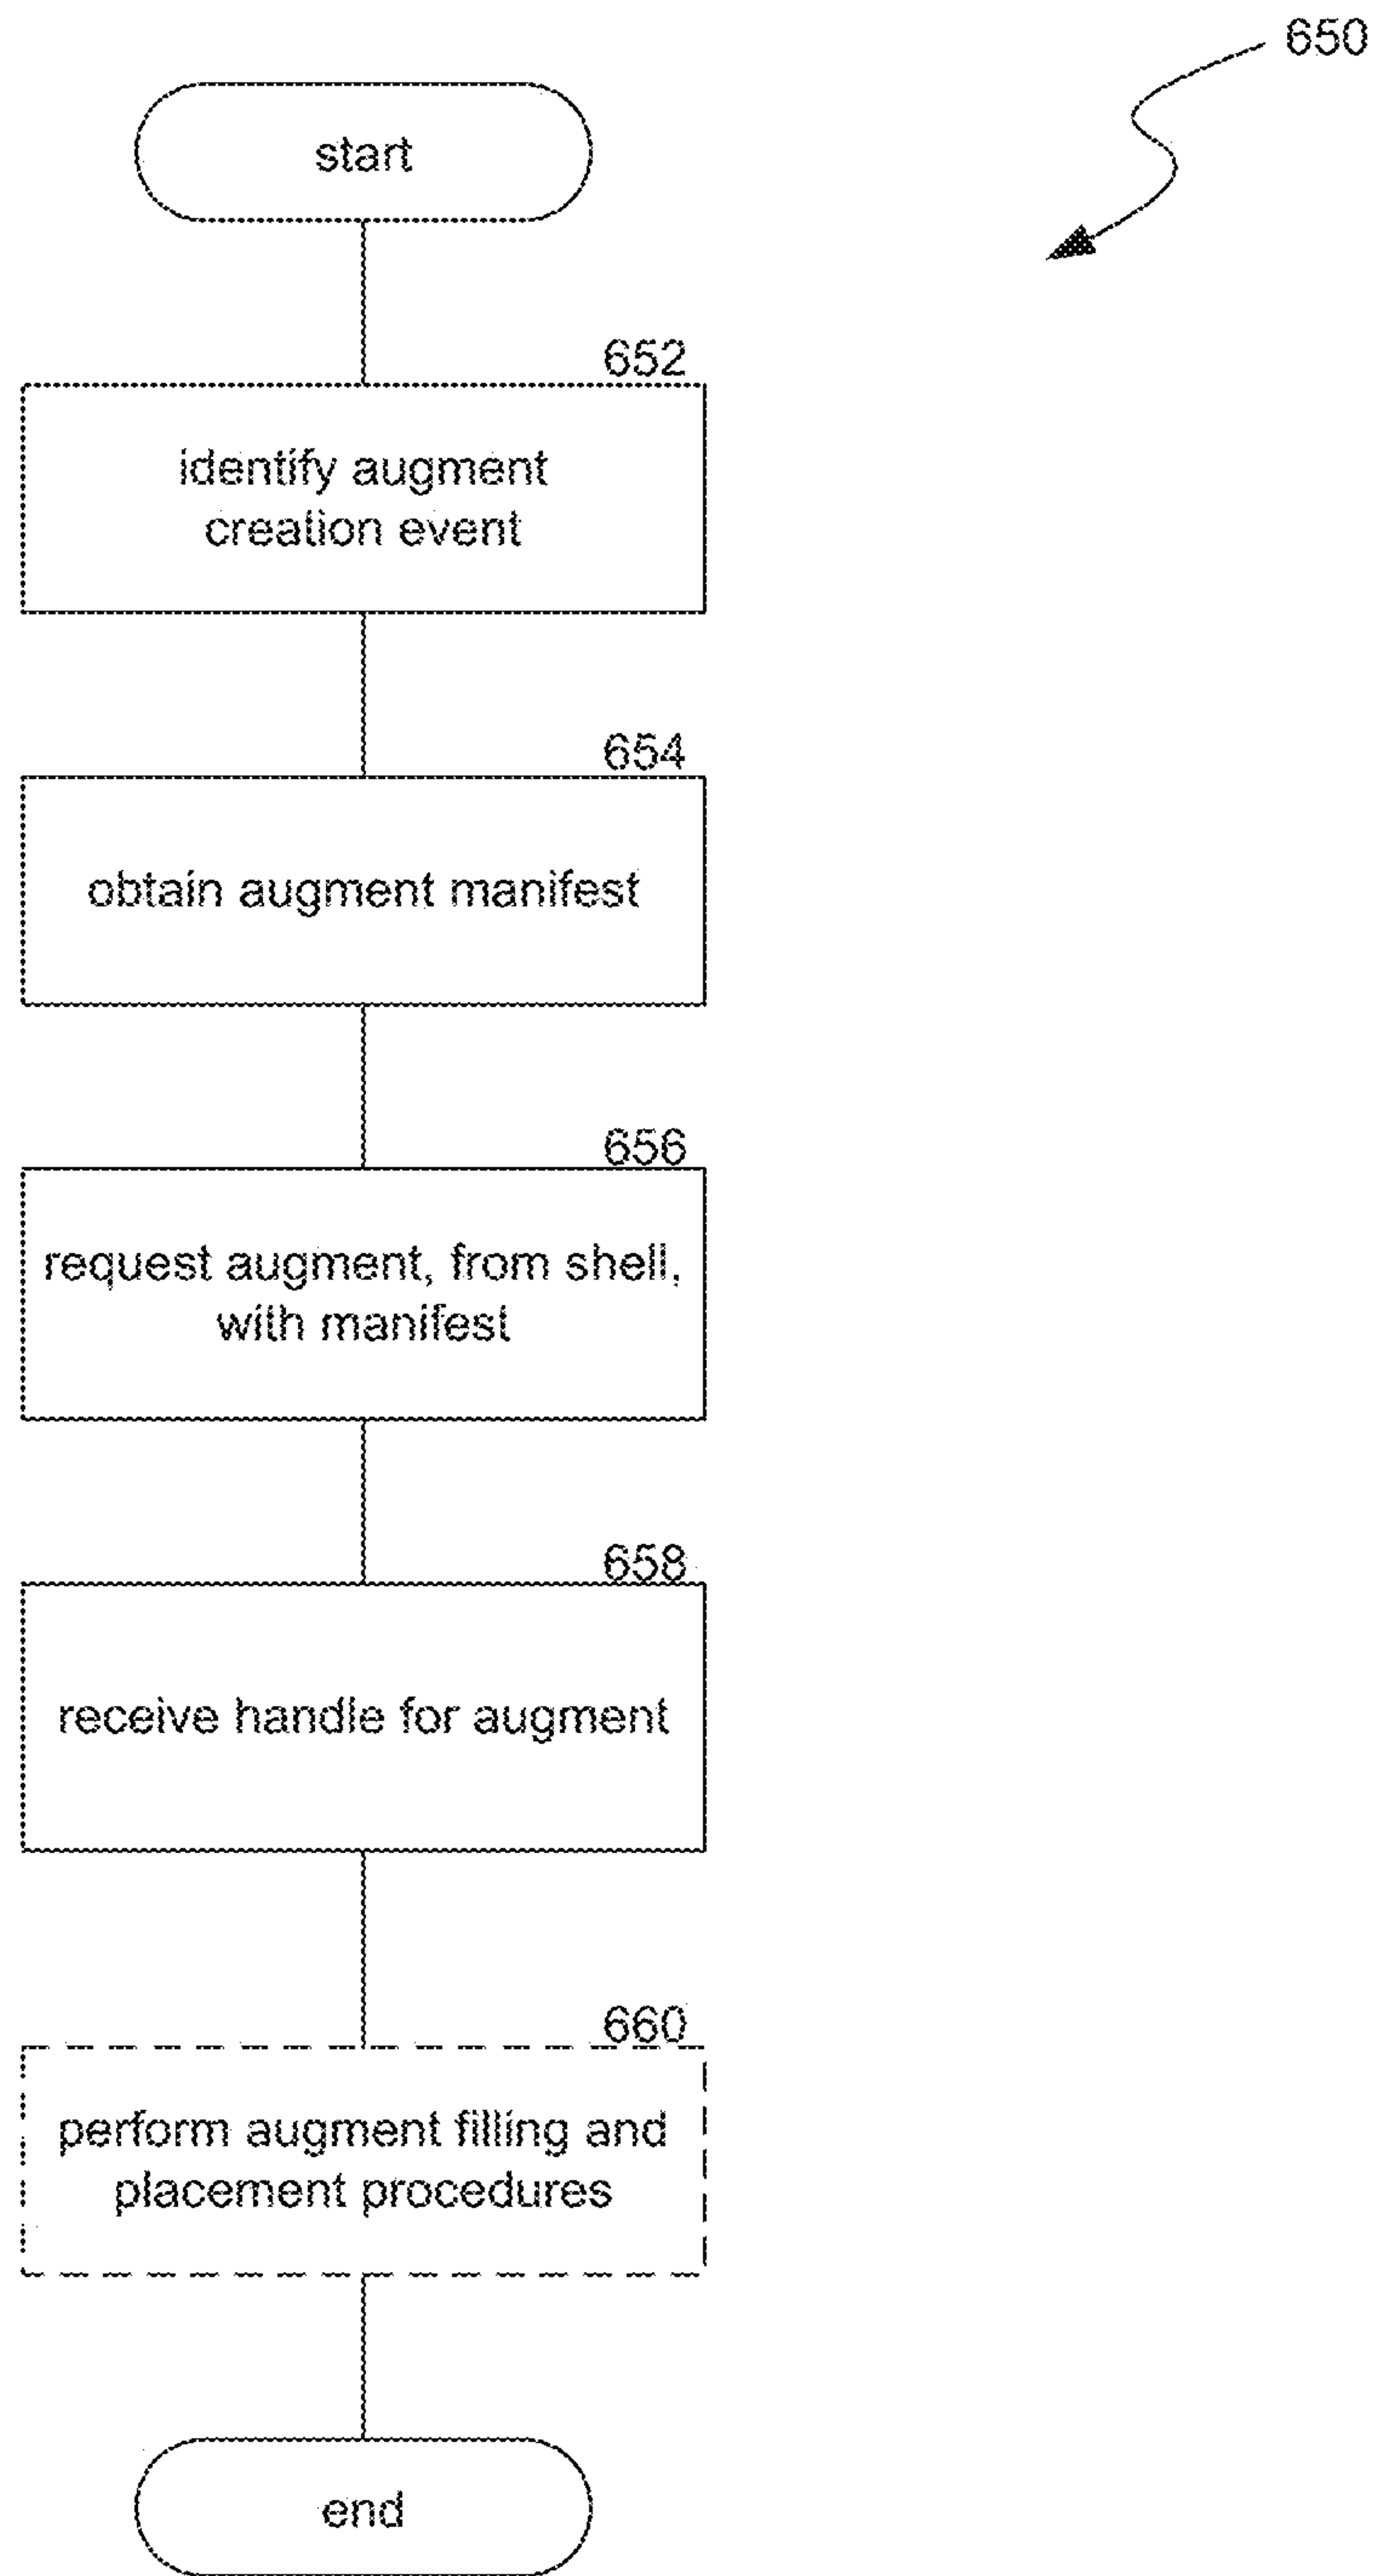 650
start
652
identify augment
creation event
654
obtain augment manifest
656
request augment, from shell,
with manifest
658
receive handle for augment
660
perform augment filling and
placement procedures
end